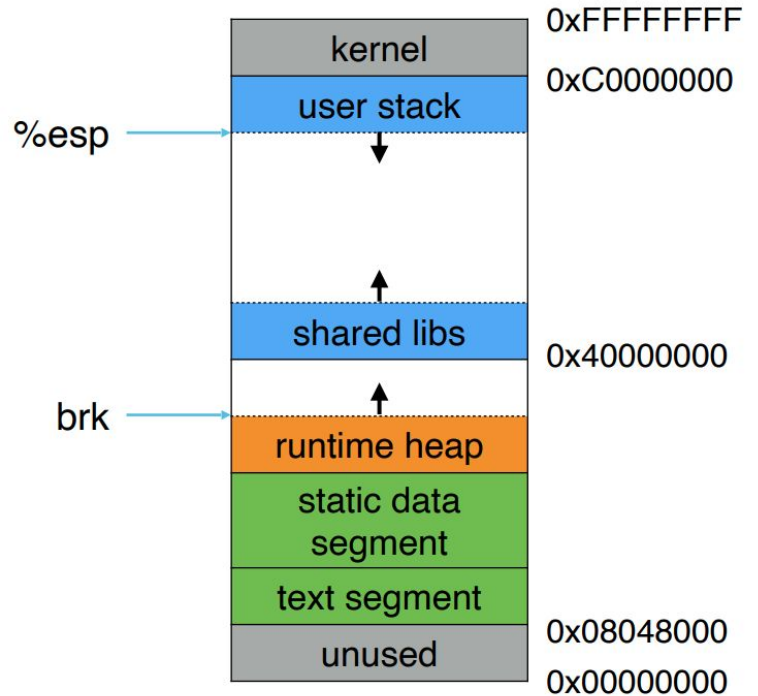 0xFFFFFFFF
kernel
0xC0000000
user stack
%esp
shared libs
0x40000000
brk
runtime heap
static data
segment
text segment
0x08048000
unused
0x00000000